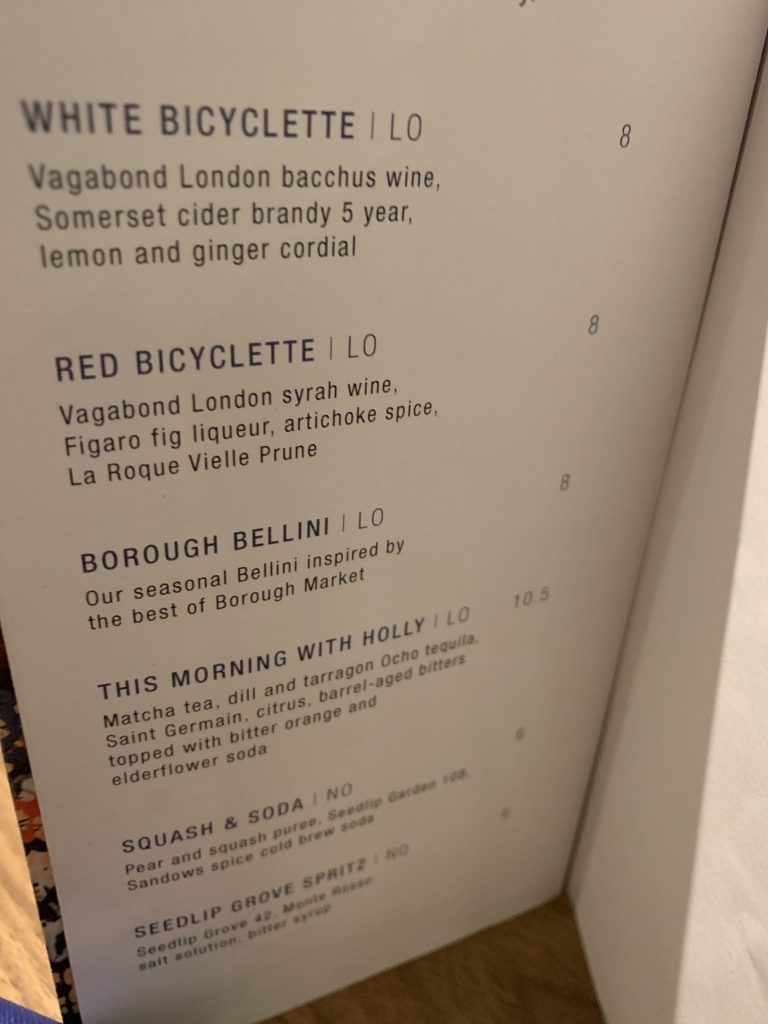 WHITE BICYCLETTE | LO 8
Vagabond London bacchus wine,
Somerset cider brandy 5 year,
lemon and ginger cordial
RED BICYCLETTE | LO 8
Vagabond London syrah wine,
Figaro fig liqueur, artichoke spice,
La Roque Vielle Prune
BOROUGH BELLINI | LO 8
Our seasonal Bellini inspired by
the best of Borough Market
THIS MORNING WITH HOLLY | LO 10.5
Matcha tea, dill and tarragon Ocho tequila,
Saint Germain, citrus, barrel-aged bitters
topped with bitter orange and
elderflower soda
SQUASH & SODA | NO 6
Pear and squash puree, Seedlip Garden 108,
Sandows spice cold brew soda
SEEDLIP GROVE SPRITZ | NO 6
Seedlip Grove 42, Monte Rosso,
salt solution, bitter syrup